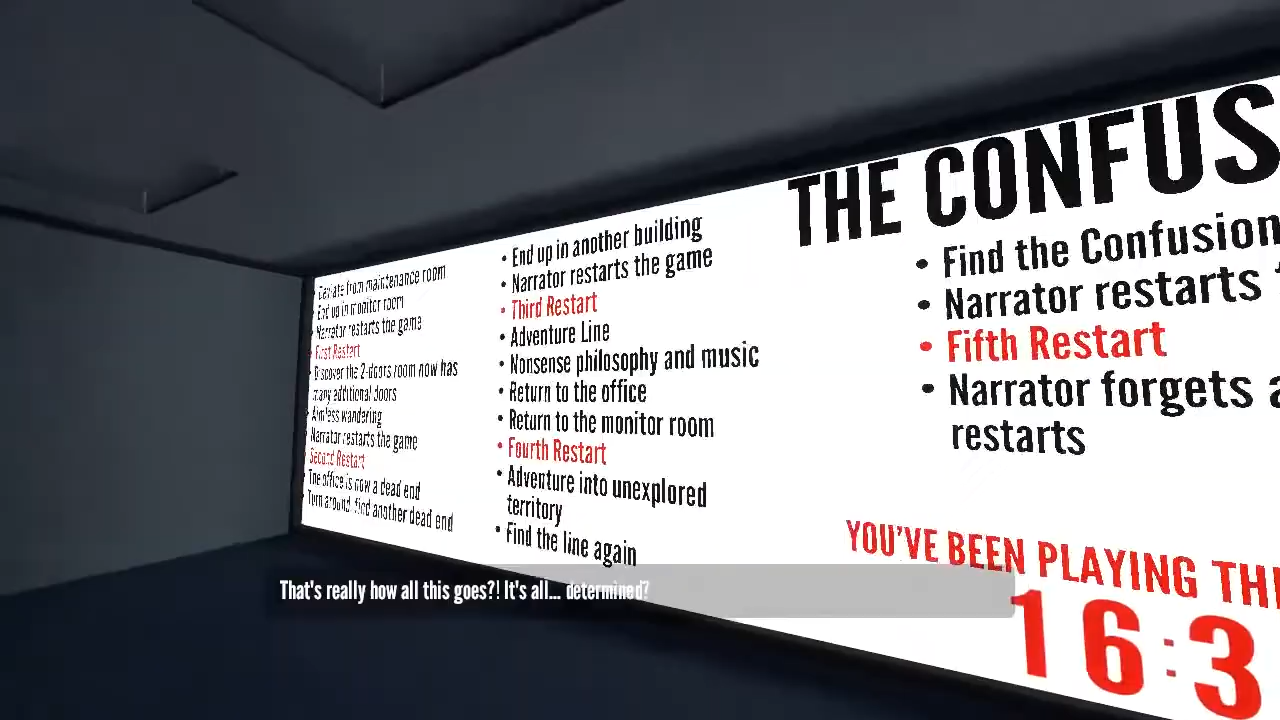 • Deviate from maintenance room
• End up in monitor room
• Narrator restarts the game
• First Restart
• Discover the 2-doors room now has
many additional doors
• Aimless wandering
• Narrator restarts the game
• Second Restart
• The office is now a dead end
• Turn around, find another dead end
• End up in another building
• Narrator restarts the game
• Third Restart
• Adventure Line
• Nonsense philosophy and music
• Return to the office
• Return to the monitor room
• Fourth Restart
• Adventure into unexplored
territory
• Find the line again
THE CONFUS
• Find the Confusion
• Narrator restarts
• Fifth Restart
• Narrator forgets a
restarts
YOU'VE BEEN PLAYING THI
16:3
That's really how all this goes?! It's all... determined?